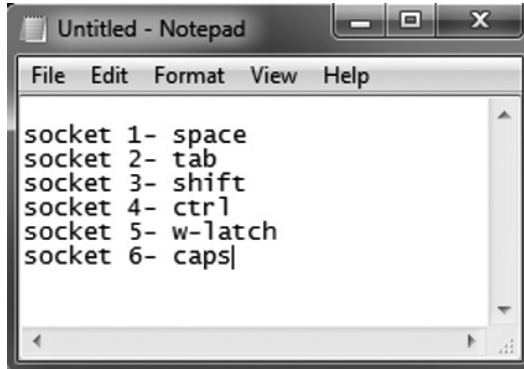 Untitled - Notepad
File Edit Format View Help
socket 1- space
socket 2- tab
socket 3- shift
socket 4- ctrl
socket 5- w-latch
socket 6- caps